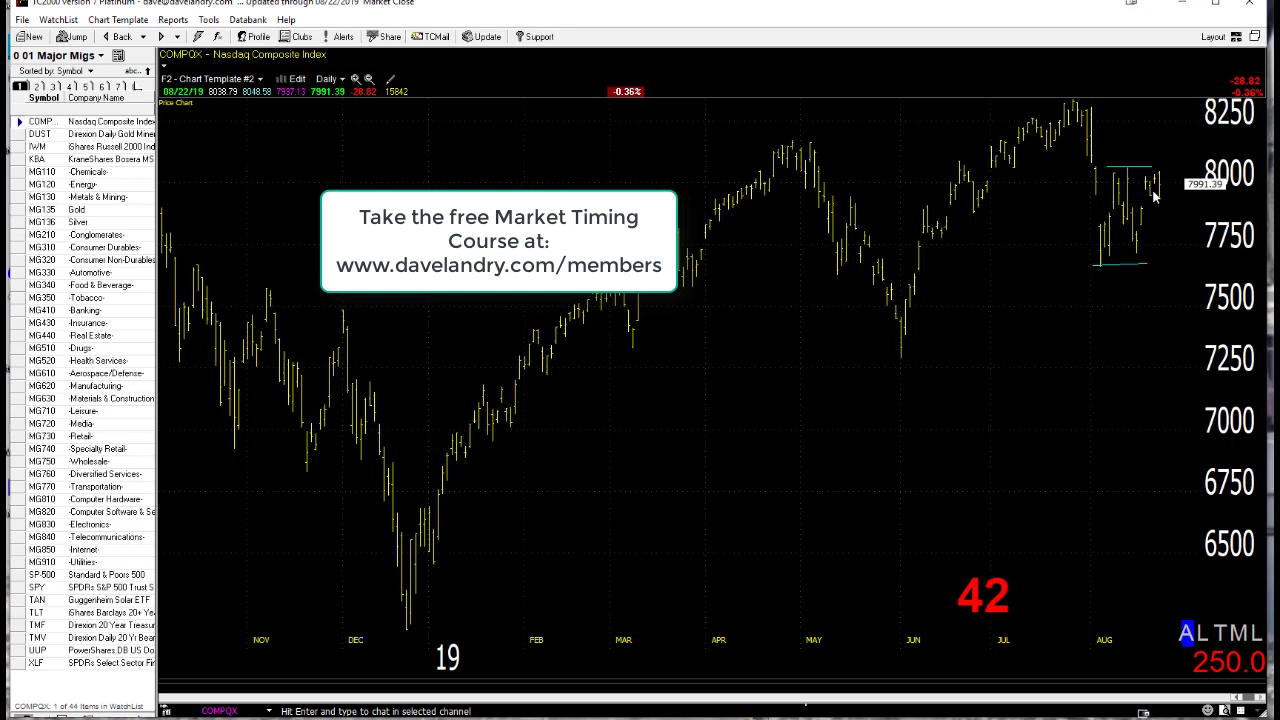 TC2000 Version 7 Platinum - dave@davelandry.com ... Updated through 08/22/2019 Market Close
File WatchList Chart Template Reports Tools Databank Help
New Jump Back Profile Clubs Alerts Share TCMail Update Support Layout
0 01 Major Migs
Sorted by: Symbol abc..
1 2 3 4 5 6 7
Symbol Company Name
COMP... Nasdaq Composite Index
DUST Direxion Daily Gold Miner
IWM iShares Russell 2000 Ind
KBA KraneShares Bosera MS
MG110 -Chemicals-
MG120 -Energy-
MG130 -Metals & Mining-
MG135 Gold
MG136 Silver
MG210 -Conglomerates-
MG310 -Consumer Durables-
MG320 -Consumer Non-Durables-
MG330 -Automotive-
MG340 -Food & Beverage-
MG350 -Tobacco-
MG410 -Banking-
MG430 -Insurance-
MG440 -Real Estate-
MG510 -Drugs-
MG520 -Health Services-
MG610 -Aerospace/Defense-
MG620 -Manufacturing-
MG630 -Materials & Construction
MG710 -Leisure-
MG720 -Media-
MG730 -Retail-
MG740 -Specialty Retail-
MG750 -Wholesale-
MG760 -Diversified Services-
MG770 -Transportation-
MG810 -Computer Hardware-
MG820 -Computer Software & Se
MG830 -Electronics-
MG840 -Telecommunications-
MG850 -Internet-
MG910 -Utilities-
SP-500 Standard & Poors 500
SPY SPDRs S&P 500 Trust S
TAN Guggenheim Solar ETF
TLT iShares Barclays 20+ Yea
TMF Direxion 20 Year Treasur
TMV Direxion Daily 20 Yr Bear
UUP PowerShares DB US Do
XLF SPDRs Select Sector Fin
COMPQX: 1 of 44 Items in WatchList
COMPQX - Nasdaq Composite Index
F2 - Chart Template #2 Edit Daily
08/22/19 8038.79 8048.58 7937.13 7991.39 -28.82 15842 -0.36%
-28.82
-0.36%
Price Chart
Take the free Market Timing
Course at:
www.davelandry.com/members
8250
8000
7991.39
7750
7500
7250
7000
6750
6500
42
NOV DEC FEB MAR APR MAY JUN JUL AUG
19
A L T M L
250.0
COMPQX Hit Enter and type to chat in selected channel